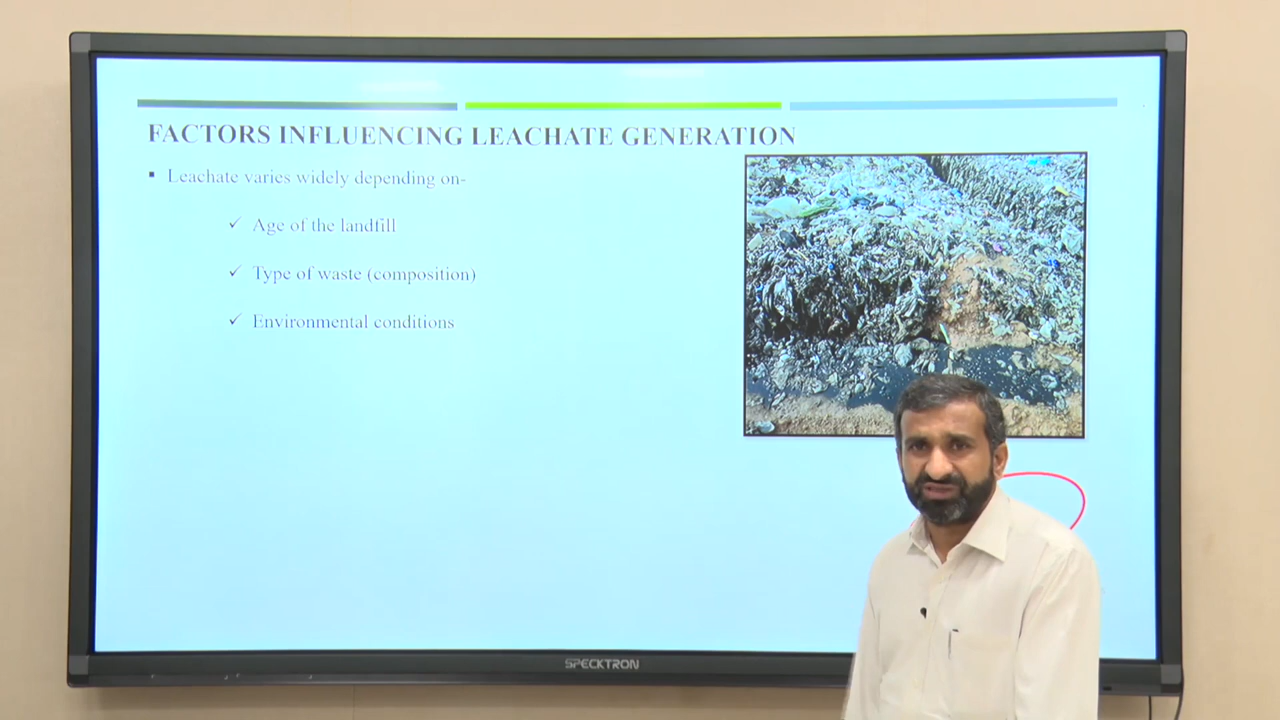 FACTORS INFLUENCING LEACHATE GENERATION
▪ Leachate varies widely depending on-
✓ Age of the landfill
✓ Type of waste (composition)
✓ Environmental conditions
SPECKTRON